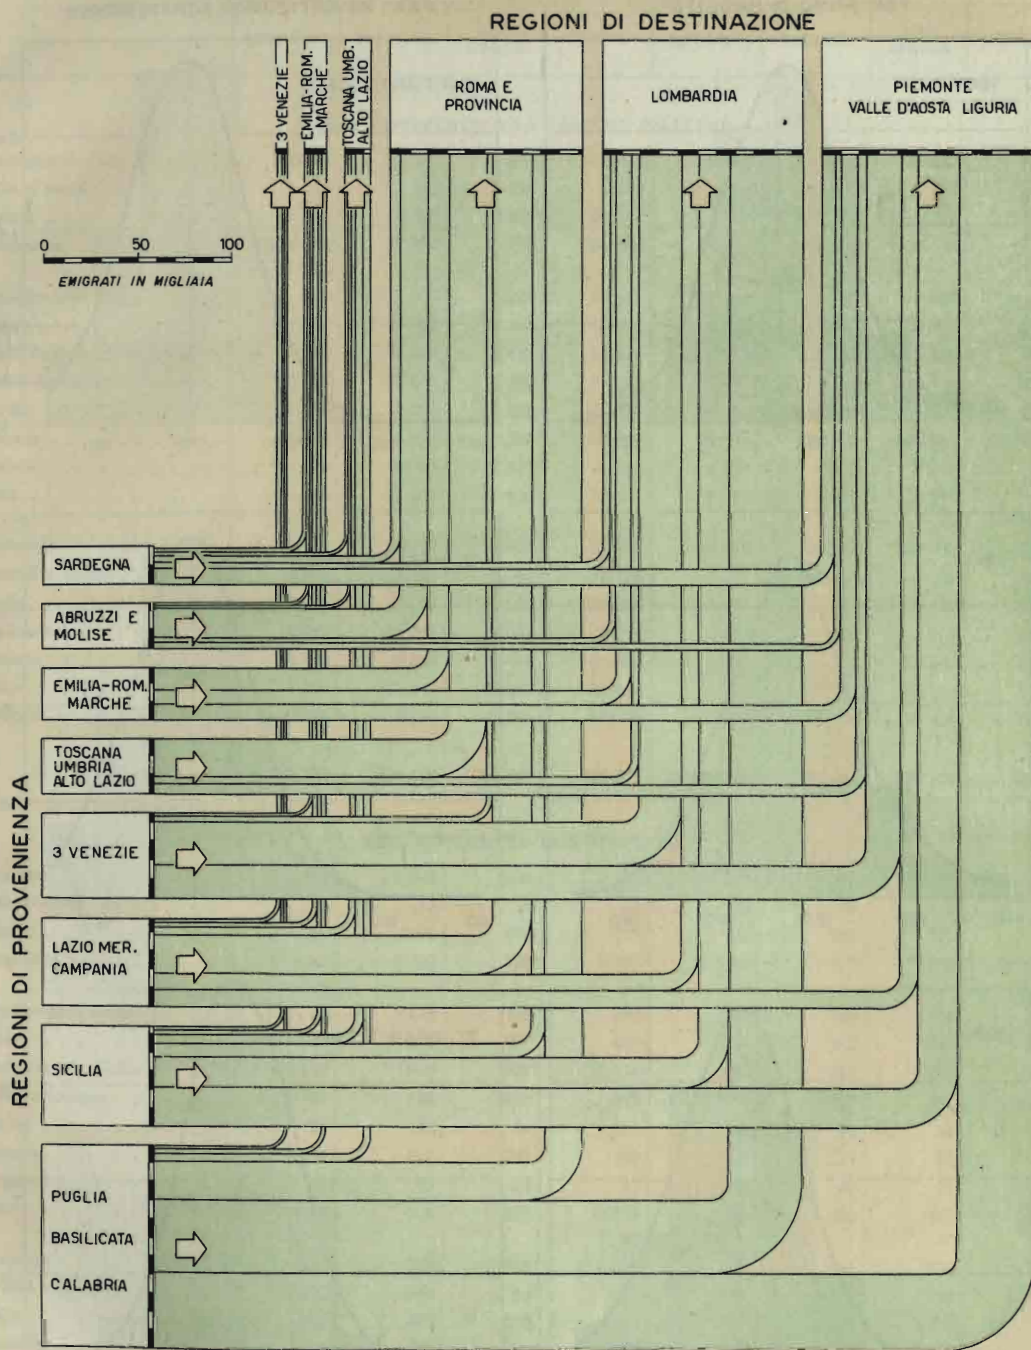 REGIONI DI DESTINAZIONE
3 VENEZIE
EMILIA-ROM.
MARCHE
TOSCANA UMB.
ALTO LAZIO
ROMA E
PROVINCIA
LOMBARDIA
PIEMONTE
VALLE D'AOSTA LIGURIA
0 50 100
EMIGRATI IN MIGLIAIA
REGIONI DI PROVENIENZA
SARDEGNA
ABRUZZI E
MOLISE
EMILIA-ROM.
MARCHE
TOSCANA
UMBRIA
ALTO LAZIO
3 VENEZIE
LAZIO MER.
CAMPANIA
SICILIA
PUGLIA
BASILICATA
CALABRIA